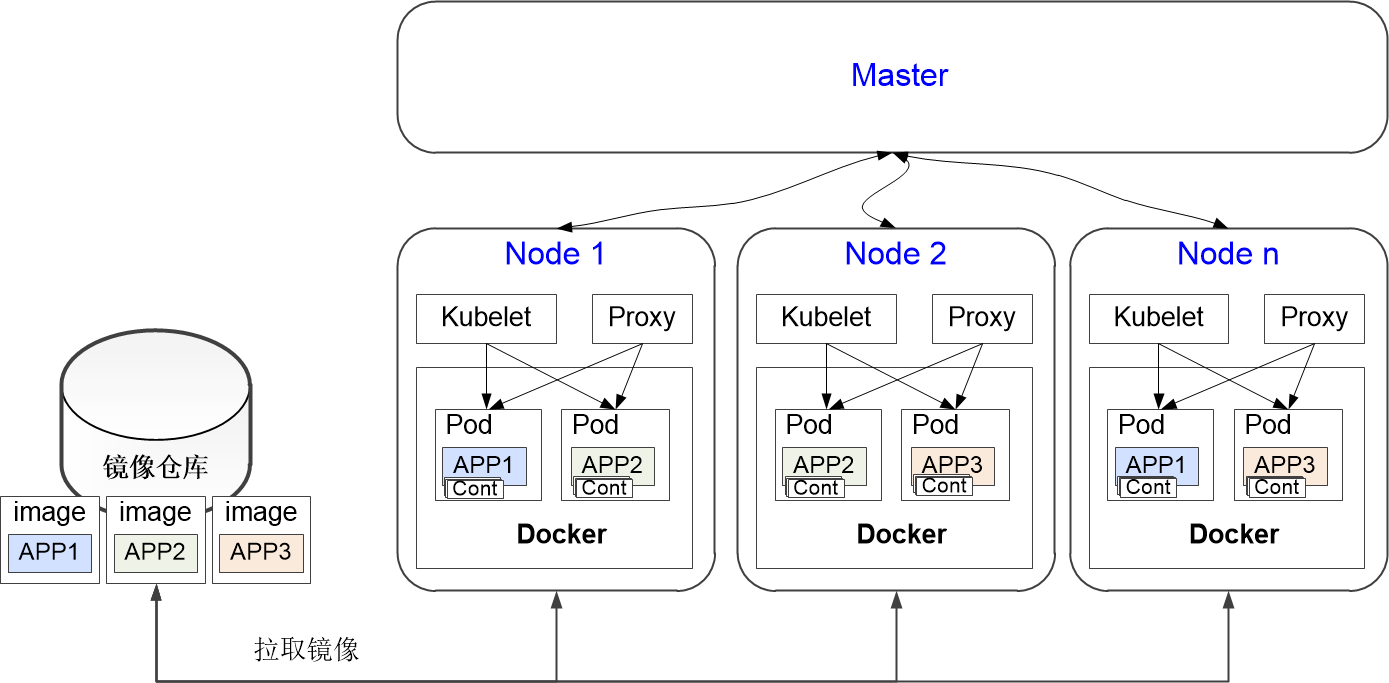 Master
Node 1
Node 2
Node n
Kubelet
Proxy
Kubelet
Proxy
Kubelet
Proxy
Pod
Pod
Pod
Pod
Pod
Pod
APP1
APP2
APP2
APP3
APP1
APP3
Cont
Cont
Cont
Cont
Cont
Cont
Docker
Docker
Docker
镜像仓库
image
image
image
APP1
APP2
APP3
拉取镜像